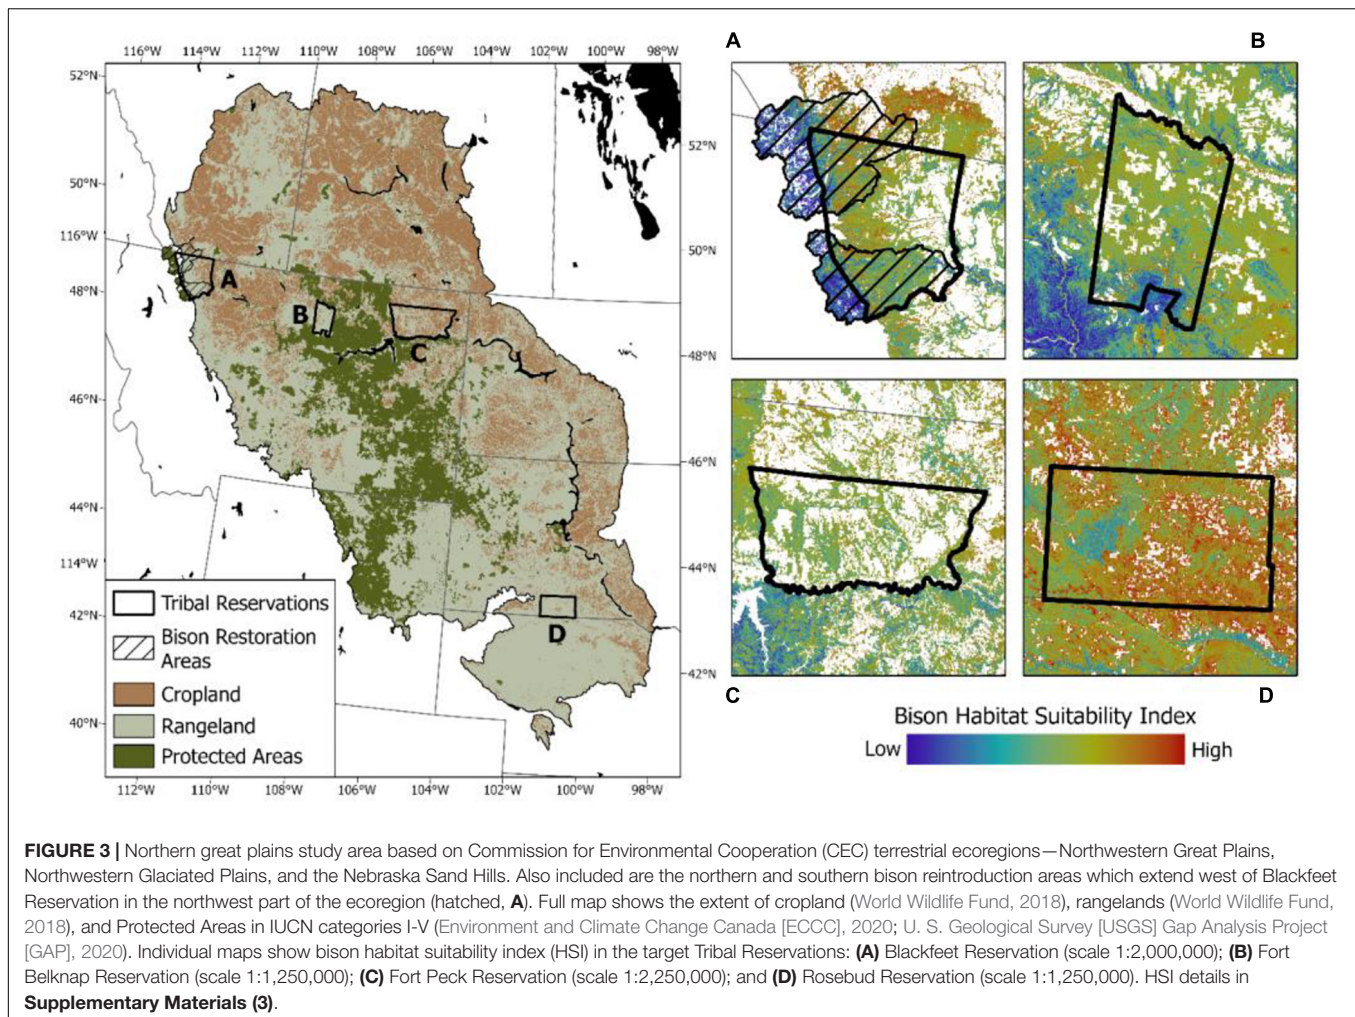 116°W 112°W 110°W 108°W 106°W 104°W 102°W 100°W 98°W
52°N
50°N
116°W
48°N
46°N
44°N
114°W
42°N
40°N
52°N
50°N
48°N
46°N
44°N
42°N
A
B
C
D
Tribal Reservations
Bison Restoration
Areas
Cropland
Rangeland
Protected Areas
112°W 110°W 108°W 106°W 104°W 102°W 100°W 98°W
A
B
C
D
Bison Habitat Suitability Index
Low High
FIGURE 3 | Northern great plains study area based on Commission for Environmental Cooperation (CEC) terrestrial ecoregions—Northwestern Great Plains,
Northwestern Glaciated Plains, and the Nebraska Sand Hills. Also included are the northern and southern bison reintroduction areas which extend west of Blackfeet
Reservation in the northwest part of the ecoregion (hatched, A). Full map shows the extent of cropland (World Wildlife Fund, 2018), rangelands (World Wildlife Fund,
2018), and Protected Areas in IUCN categories I-V (Environment and Climate Change Canada [ECCC], 2020; U. S. Geological Survey [USGS] Gap Analysis Project
[GAP], 2020). Individual maps show bison habitat suitability index (HSI) in the target Tribal Reservations: (A) Blackfeet Reservation (scale 1:2,000,000); (B) Fort
Belknap Reservation (scale 1:1,250,000); (C) Fort Peck Reservation (scale 1:2,250,000); and (D) Rosebud Reservation (scale 1:1,250,000). HSI details in
Supplementary Materials (3).